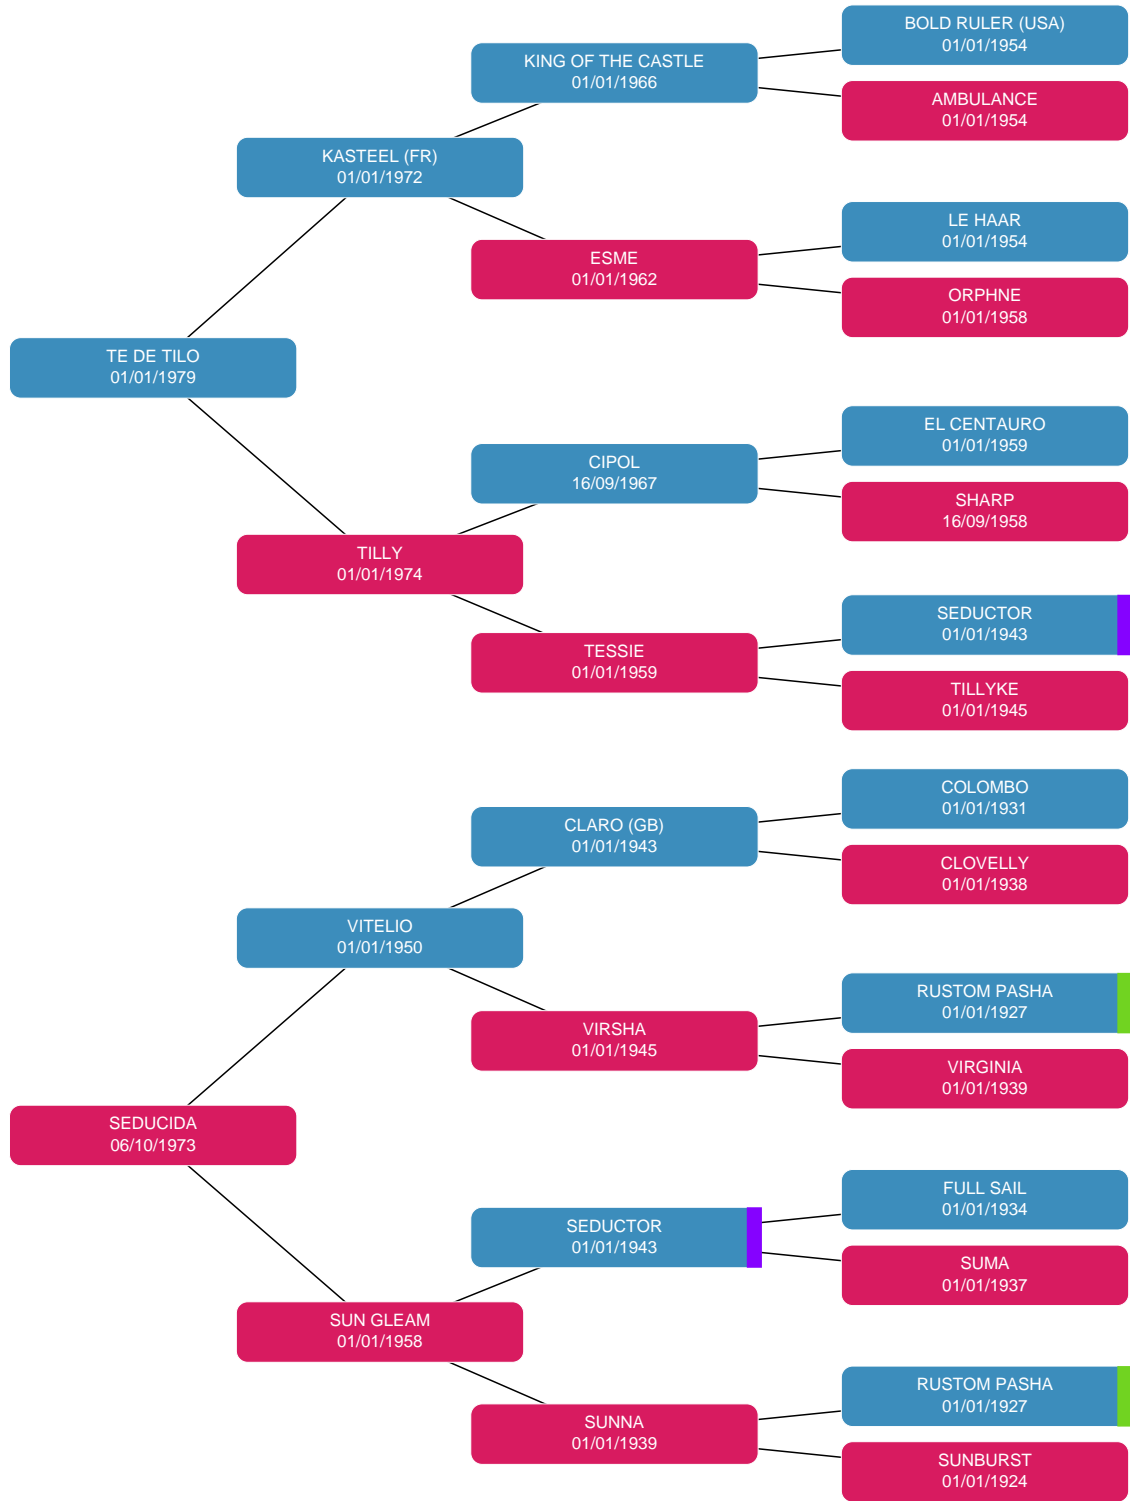 BOLD RULER (USA)
01/01/1954
KING OF THE CASTLE
01/01/1966
AMBULANCE
01/01/1954
KASTEEL (FR)
01/01/1972
LE HAAR
01/01/1954
ESME
01/01/1962
ORPHNE
01/01/1958
TE DE TILO
01/01/1979
EL CENTAURO
01/01/1959
CIPOL
16/09/1967
SHARP
16/09/1958
TILLY
01/01/1974
SEDUCTOR
01/01/1943
TESSIE
01/01/1959
TILLYKE
01/01/1945
COLOMBO
01/01/1931
CLARO (GB)
01/01/1943
CLOVELLY
01/01/1938
VITELIO
01/01/1950
RUSTOM PASHA
01/01/1927
VIRSHA
01/01/1945
VIRGINIA
01/01/1939
SEDUCIDA
06/10/1973
FULL SAIL
01/01/1934
SEDUCTOR
01/01/1943
SUMA
01/01/1937
SUN GLEAM
01/01/1958
RUSTOM PASHA
01/01/1927
SUNNA
01/01/1939
SUNBURST
01/01/1924